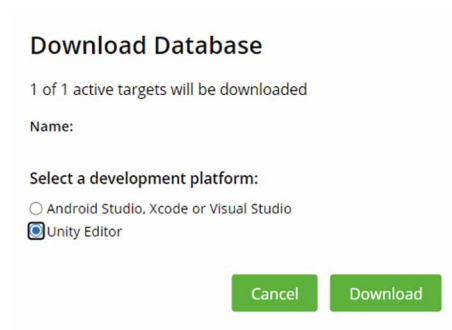 Download Database
1 of 1 active targets will be downloaded
Name:
Select a development platform:
Android Studio, Xcode or Visual Studio
Unity Editor
Cancel Download